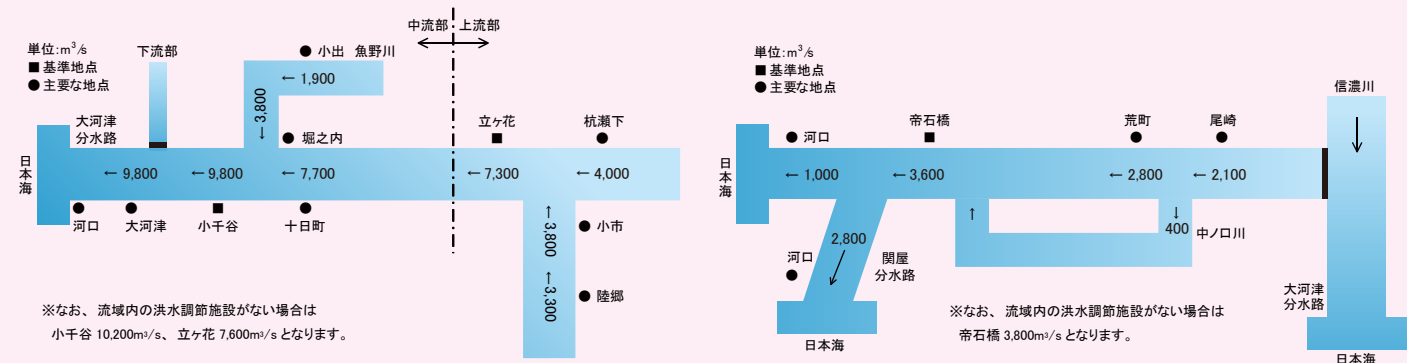 単位:m³/s
■ 基準地点
● 主要な地点
下流部
中流部 上流部
● 小出 魚野川
← 1,900
← 3,800
大河津
分水路
● 堀之内
立ヶ花
■
杭瀬下
●
日本海
← 9,800
← 9,800
← 7,700
← 7,300
← 4,000
●
河口
●
大河津
■
小千谷
●
十日町
← 3,800
● 小市
← 3,300
● 陸郷
※なお、流域内の洪水調節施設がない場合は
小千谷 10,200m³/s、立ヶ花 7,600m³/s となります。
単位:m³/s
■ 基準地点
● 主要な地点
信濃川
↓
● 河口
帝石橋
■
荒町
●
尾崎
●
日本海
← 1,000
← 3,600
← 2,800
← 2,100
↑
↓
400 中ノ口川
2,800
河口
●
関屋
分水路
日本海
大河津
分水路
日本海
※なお、流域内の洪水調節施設がない場合は
帝石橋 3,800m³/s となります。